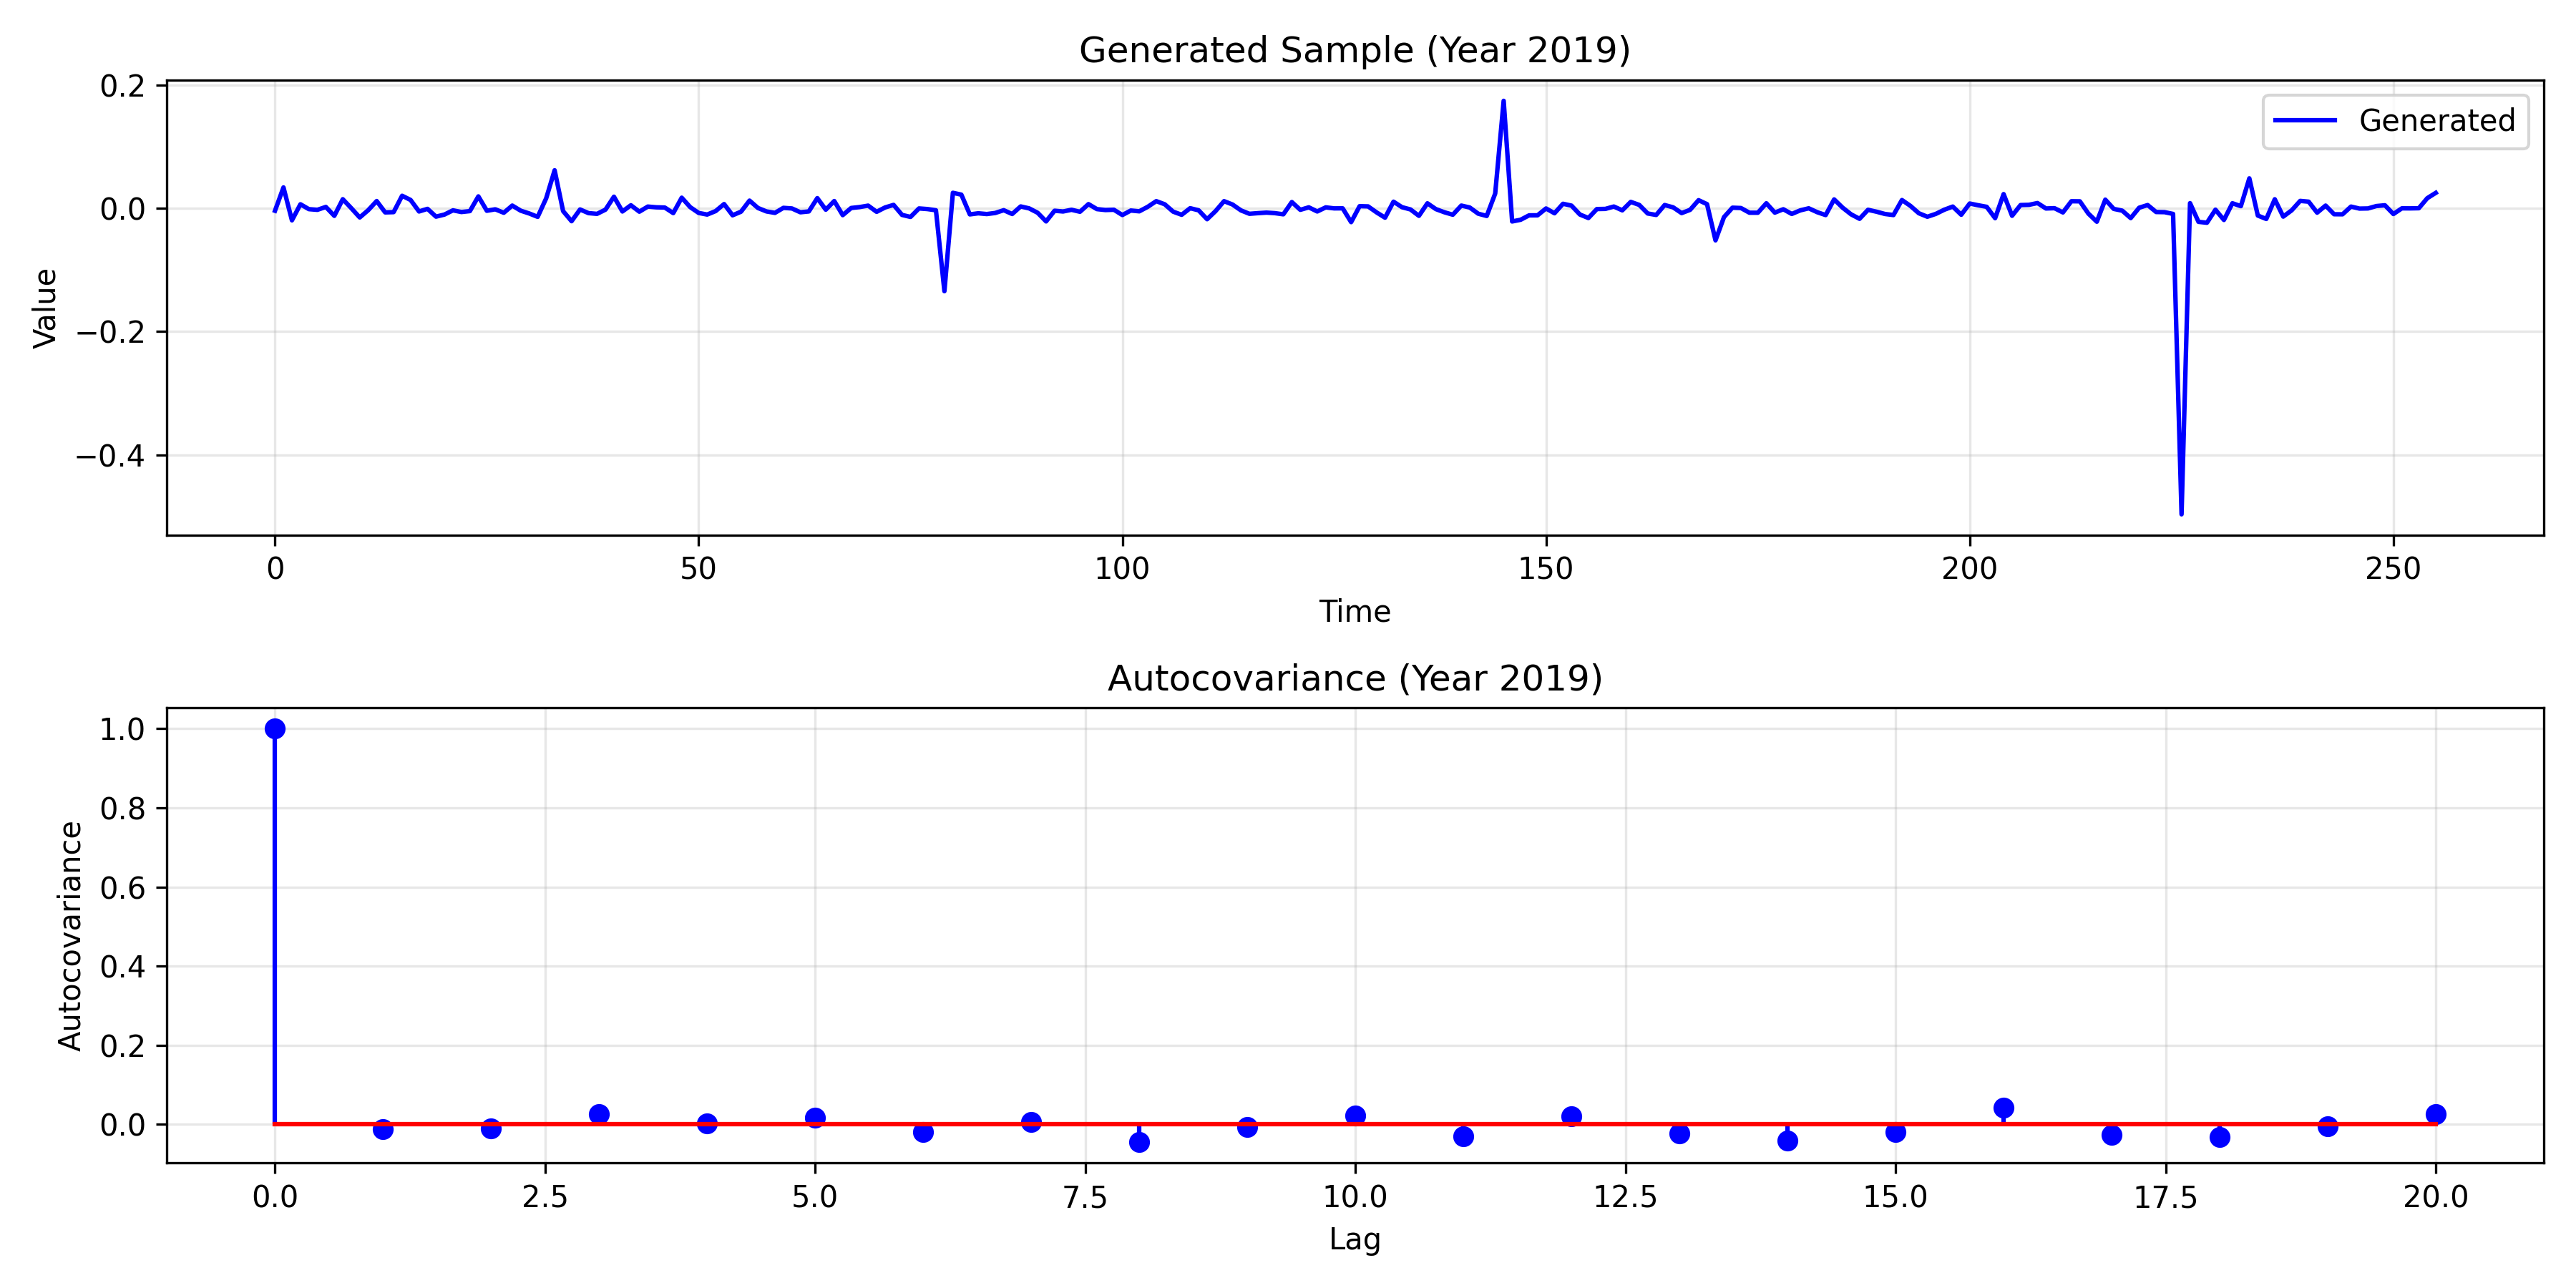 Generated Sample (Year 2019)
0.2
0.0
−0.2
−0.4
Value
Generated
0 50 100 150 200 250
Time
Autocovariance (Year 2019)
1.0
0.8
0.6
0.4
0.2
0.0
Autocovariance
0.0 2.5 5.0 7.5 10.0 12.5 15.0 17.5 20.0
Lag